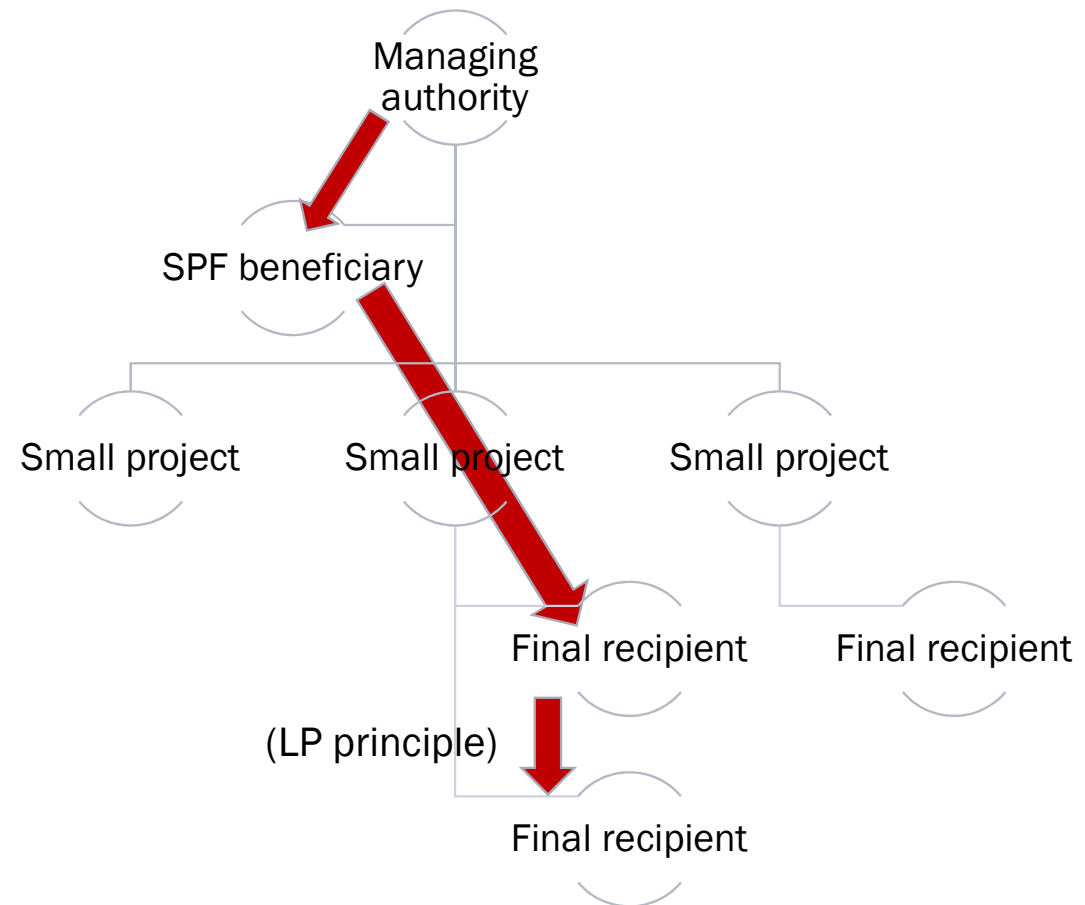 Managing
authority
SPF beneficiary
Small project
Small project
Small project
Final recipient
Final recipient
(LP principle)
Final recipient